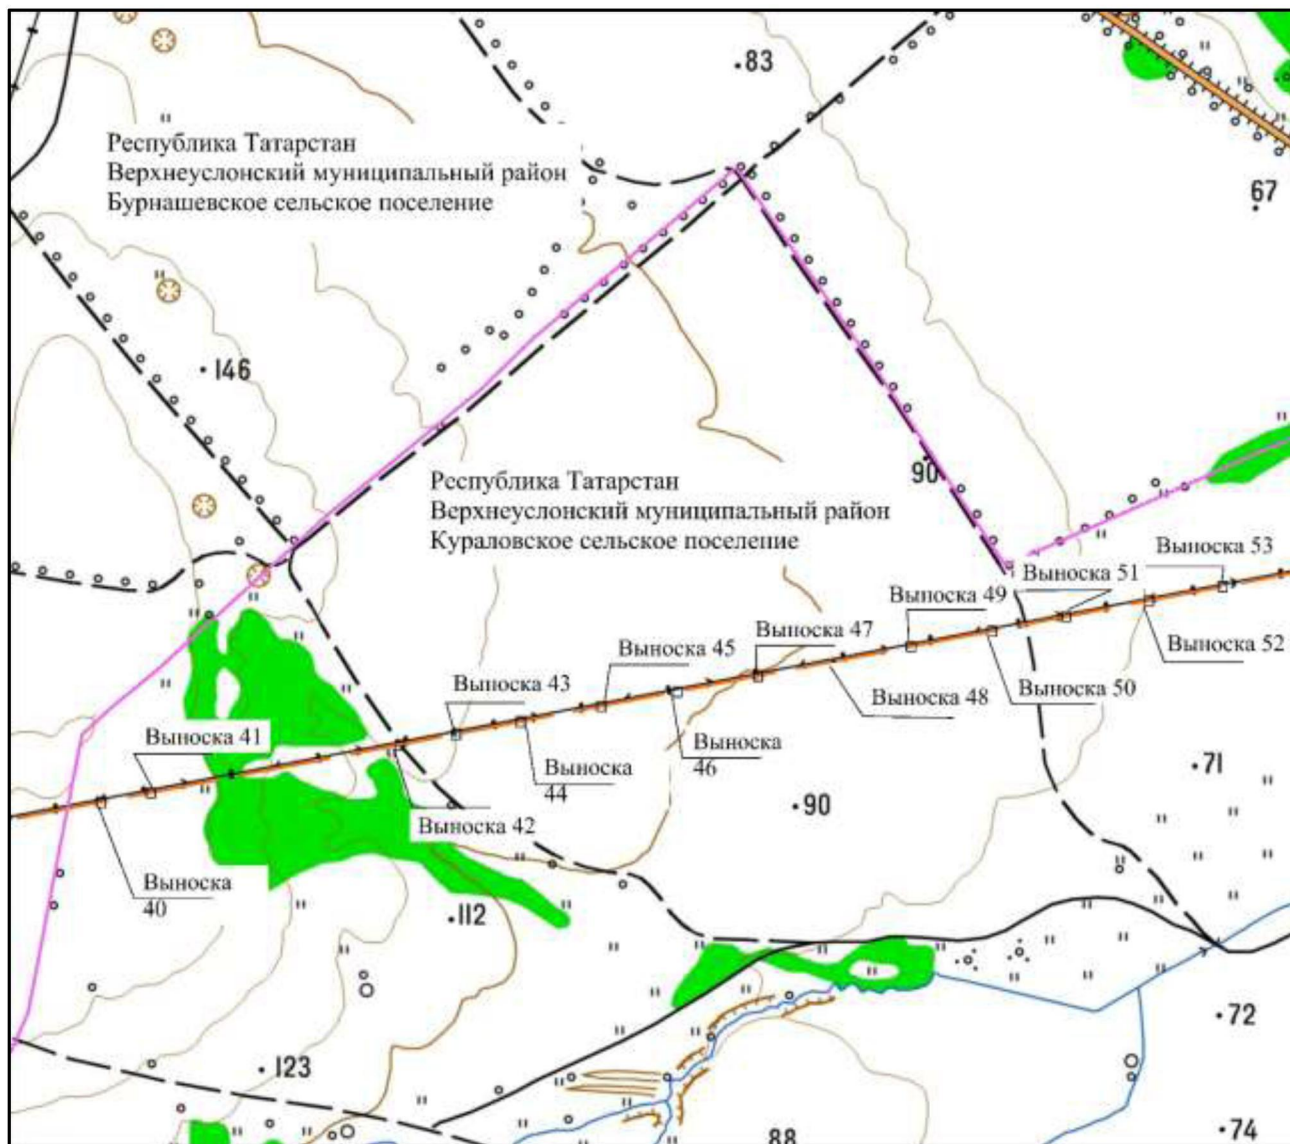 83
Республика Татарстан
Верхнеуслонский муниципальный район
Бурнашевское сельское поселение
67
146
90
Республика Татарстан
Верхнеуслонский муниципальный район
Кураловское сельское поселение
Выноска 53
Выноска 51
Выноска 49
Выноска 47
Выноска 45
Выноска 52
Выноска 43
Выноска 50
Выноска 48
Выноска 41
Выноска
46
Выноска
44
71
90
Выноска 42
Выноска
40
112
72
123
74
88